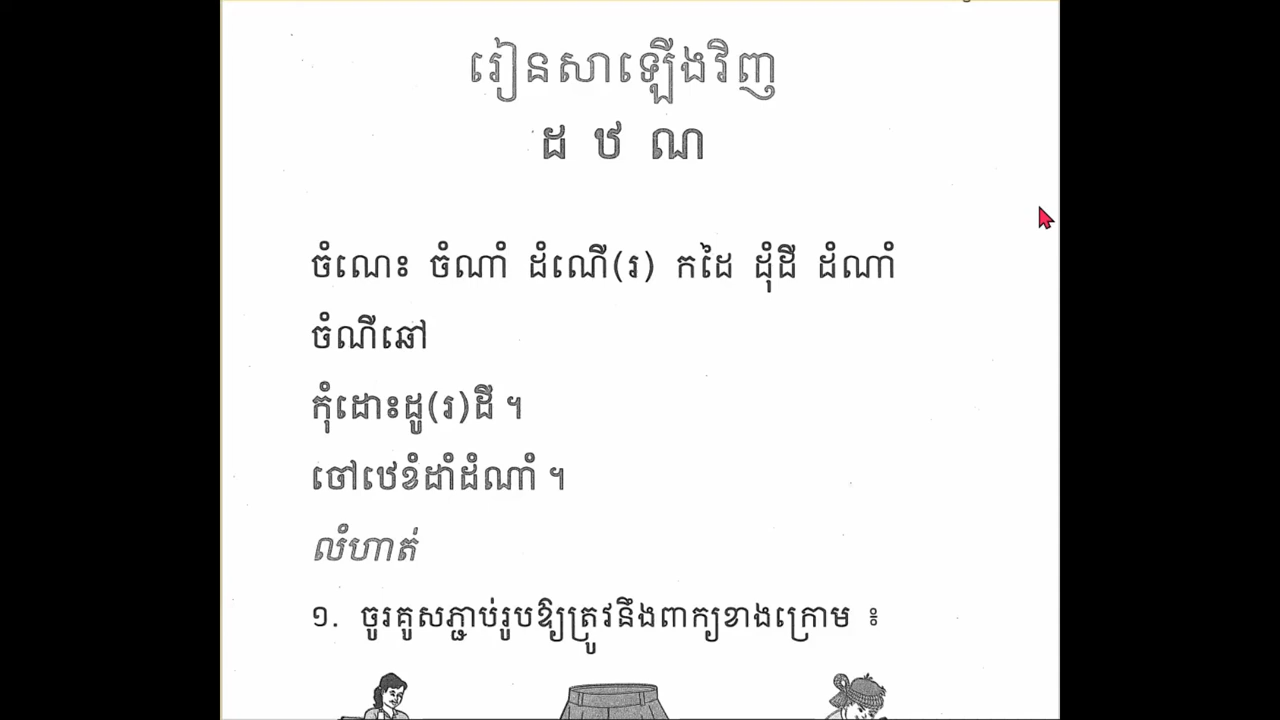 រៀនសាឡើងវិញ
ដ ឋ ណ
ចំណេះ ចំណាំ ដំណើ(រ) កដៃ ដុំដី ដំណាំ
ចំណីឆៅ
កុំដោះដូ(រ)ដី ។
ចៅឋេខំដាំដំណាំ ។
លំហាត់
១. ចូរគូសភ្ជាប់រូបឱ្យត្រូវនឹងពាក្យខាងក្រោម ៖